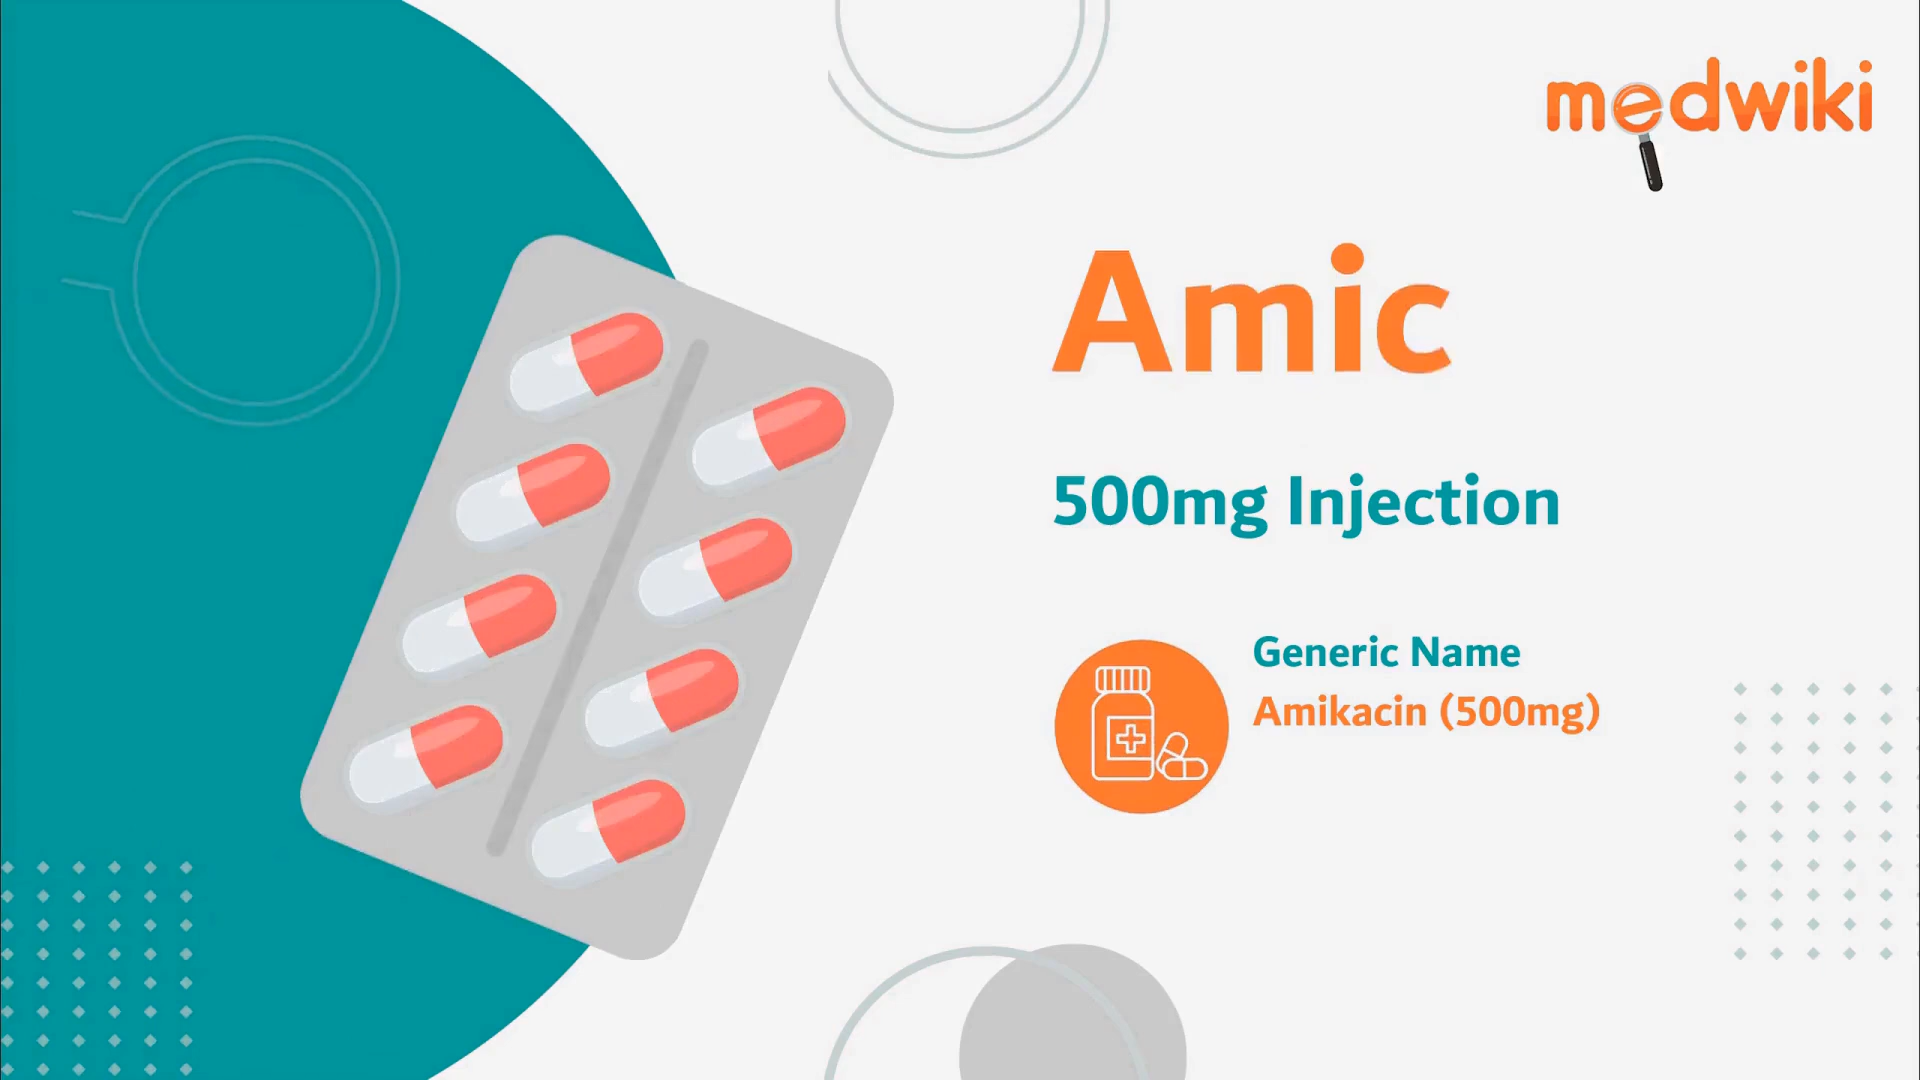 medwiki
Amic
500mg Injection
Generic Name
Amikacin (500mg)